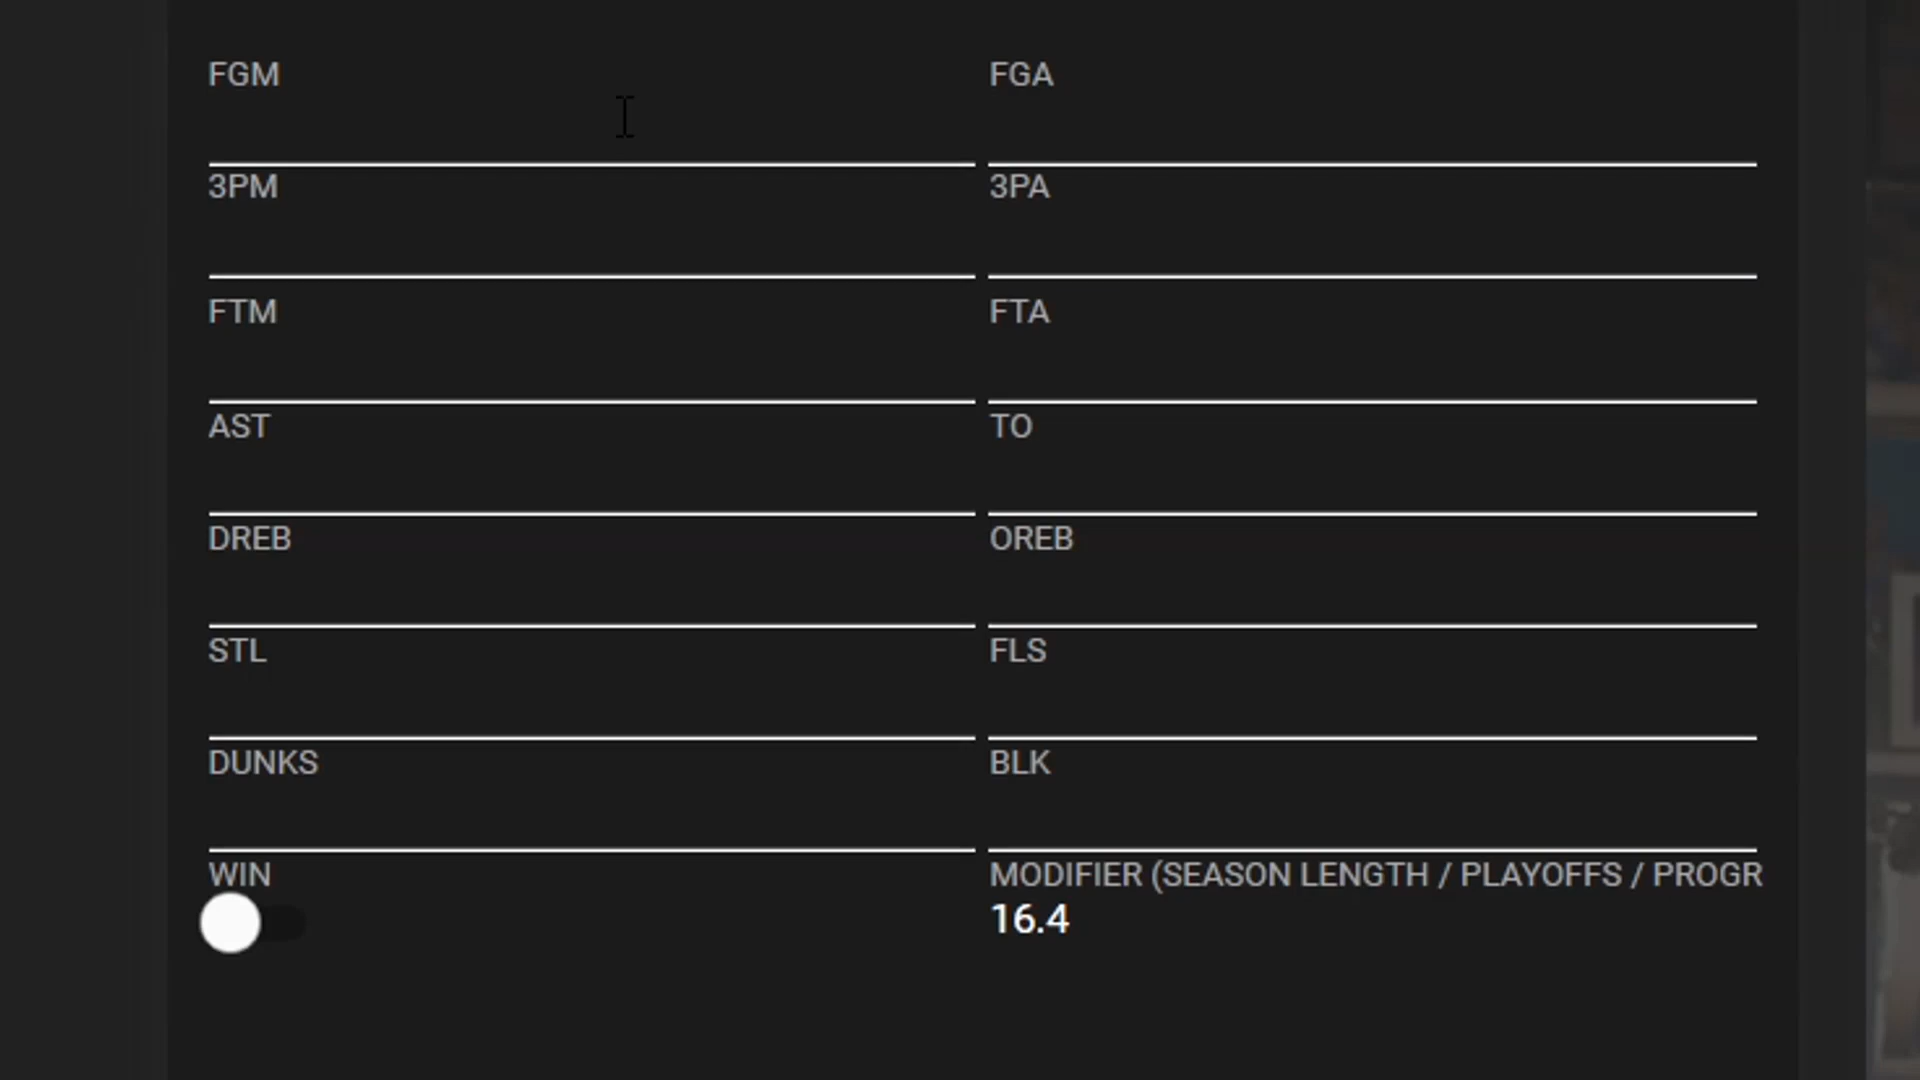 FGM FGA
3PM 3PA
FTM FTA
AST TO
DREB OREB
STL FLS
DUNKS BLK
WIN MODIFIER (SEASON LENGTH / PLAYOFFS / PROGR
16.4